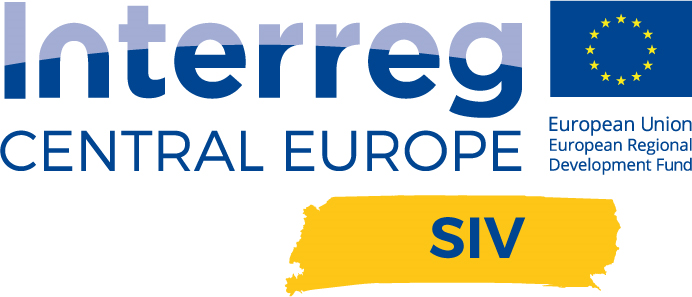 Interreg
CENTRAL EUROPE
European Union
European Regional
Development Fund
SIV